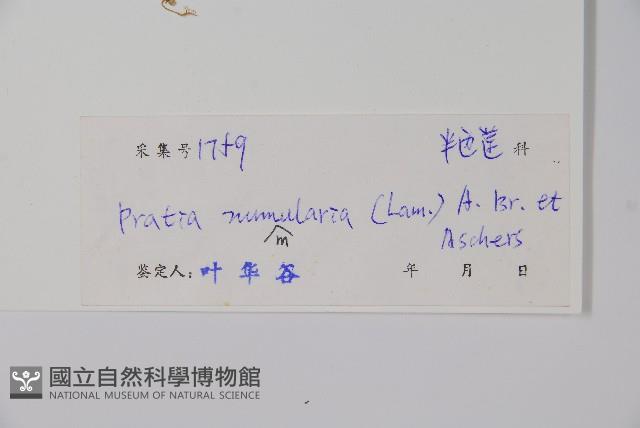 采集号 1759 半边莲 科
Pratia nummularia (Lam.) A. Br. et
Aschers
鉴定人: 叶华谷 年 月 日
國立自然科學博物館
NATIONAL MUSEUM OF NATURAL SCIENCE